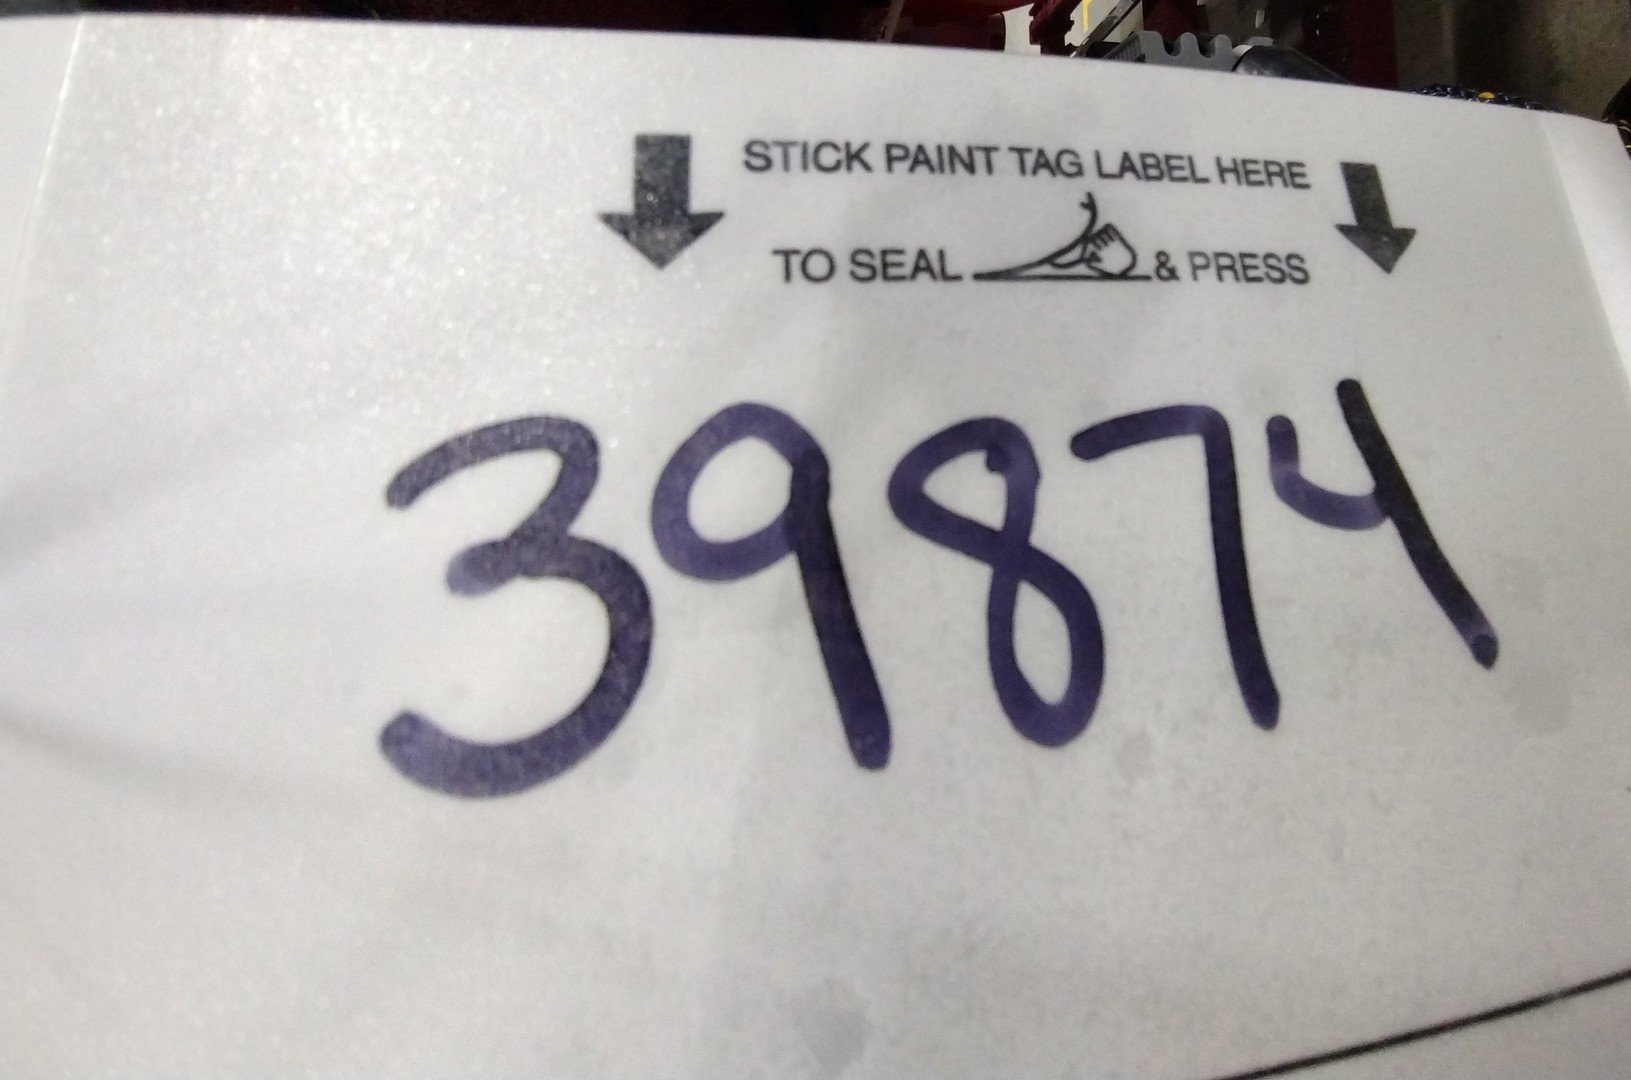 STICK PAINT TAG LABEL HERE
TO SEAL & PRESS
39874